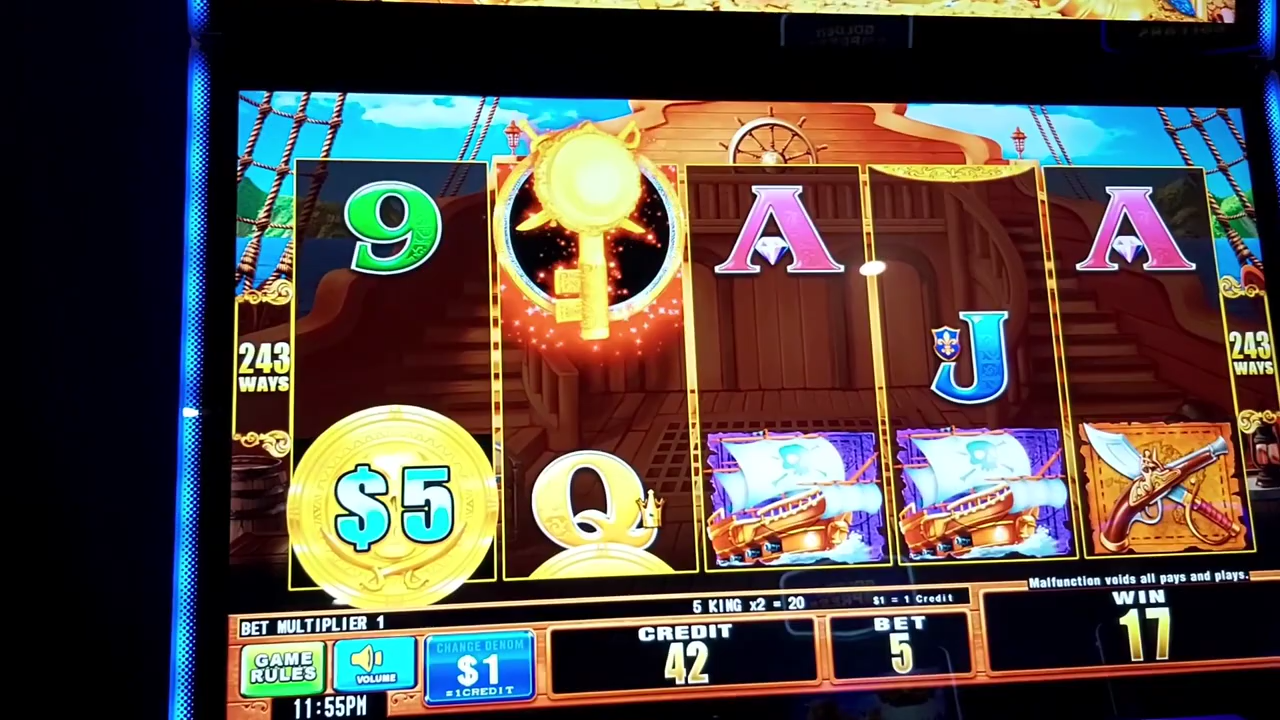 9
A
A
243
WAYS
J
243
WAYS
$5
Q
Malfunction voids all pays and plays.
5 KING x2 = 20
$1 = 1 Credit
BET MULTIPLIER 1
GAME
RULES
VOLUME
CHANGE DENOM
$1
=1CREDIT
CREDIT
42
BET
5
WIN
17
11:55PM